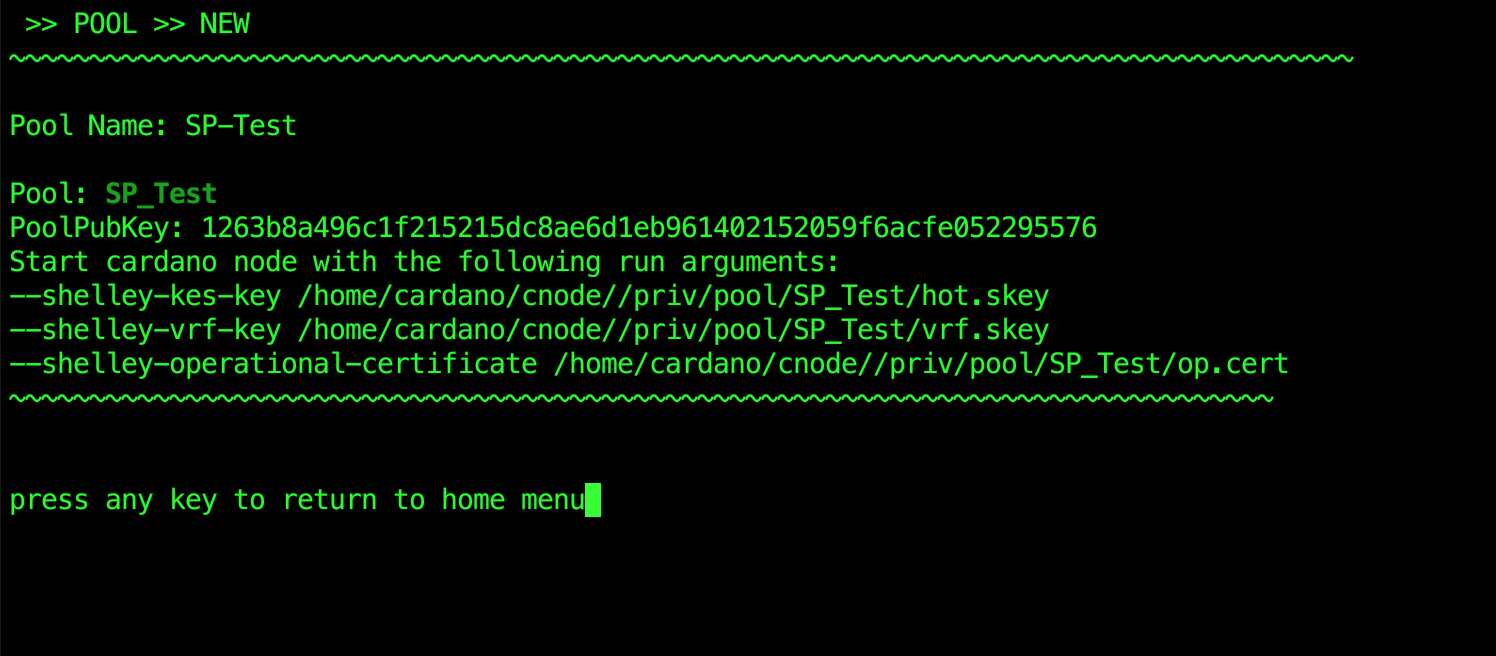 >> POOL >> NEW
Pool Name: SP-Test
Pool: SP_Test
PoolPubKey: 1263b8a496c1f215215dc8ae6d1eb961402152059f6acfe052295576
Start cardano node with the following run arguments:
--shelley-kes-key /home/cardano/cnode//priv/pool/SP_Test/hot.skey
--shelley-vrf-key /home/cardano/cnode//priv/pool/SP_Test/vrf.skey
--shelley-operational-certificate /home/cardano/cnode//priv/pool/SP_Test/op.cert
press any key to return to home menu